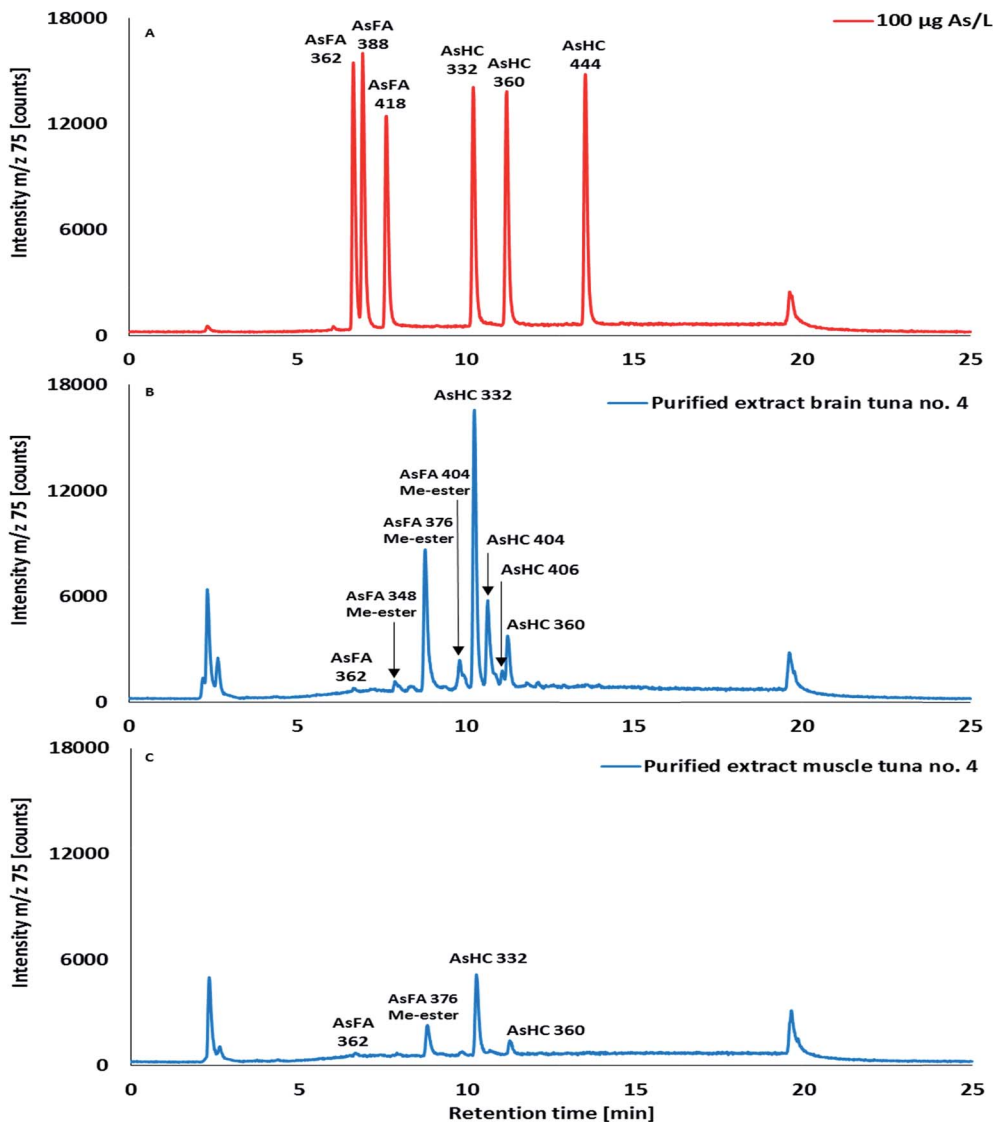 A
100 µg As/L
AsFA
362
AsFA
388
AsFA
418
AsHC
332
AsHC
360
AsHC
444
Intensity m/z 75 [counts]
18000
12000
6000
0
0 5 10 15 20 25
B
Purified extract brain tuna no. 4
AsHC 332
AsFA 404
Me-ester
AsFA 376
Me-ester
AsHC 404
AsHC 406
AsFA 348
Me-ester
AsHC 360
AsFA
362
Intensity m/z 75 [counts]
18000
12000
6000
0
0 5 10 15 20 25
C
Purified extract muscle tuna no. 4
AsHC 332
AsFA 376
Me-ester
AsFA
362
AsHC 360
Intensity m/z 75 [counts]
18000
12000
6000
0
0 5 10 15 20 25
Retention time [min]